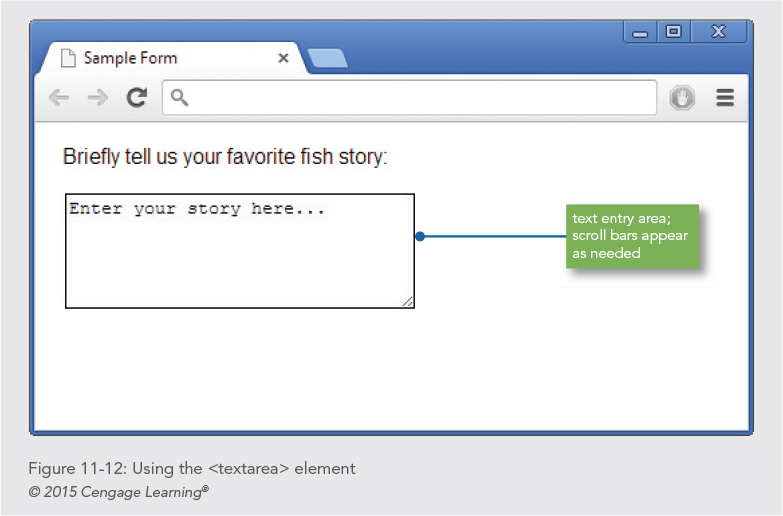 Sample Form
Briefly tell us your favorite fish story:
Enter your story here...
text entry area;
scroll bars appear
as needed
Figure 11-12: Using the <textarea> element
© 2015 Cengage Learning®